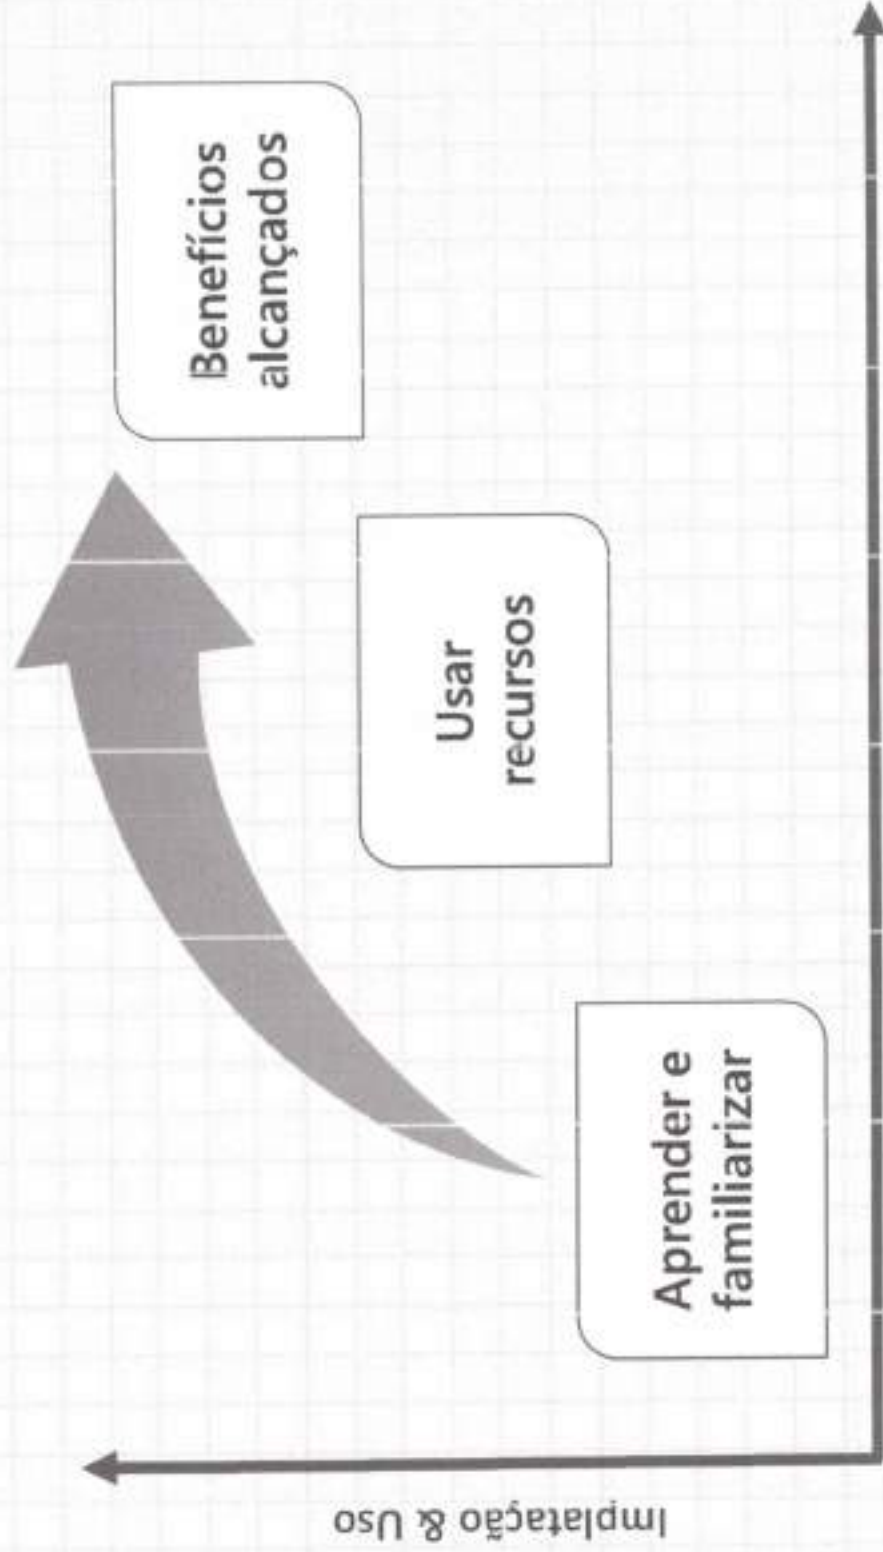 Implatação & Uso
Benefícios
alcançados
Usar
recursos
Aprender e
familiarizar